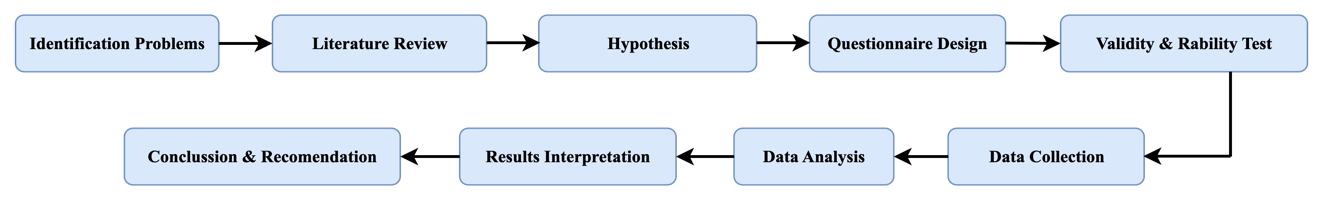 Identification Problems
Literature Review
Hypothesis
Questionnaire Design
Validity & Rability Test
Data Collection
Data Analysis
Results Interpretation
Conclussion & Recomendation